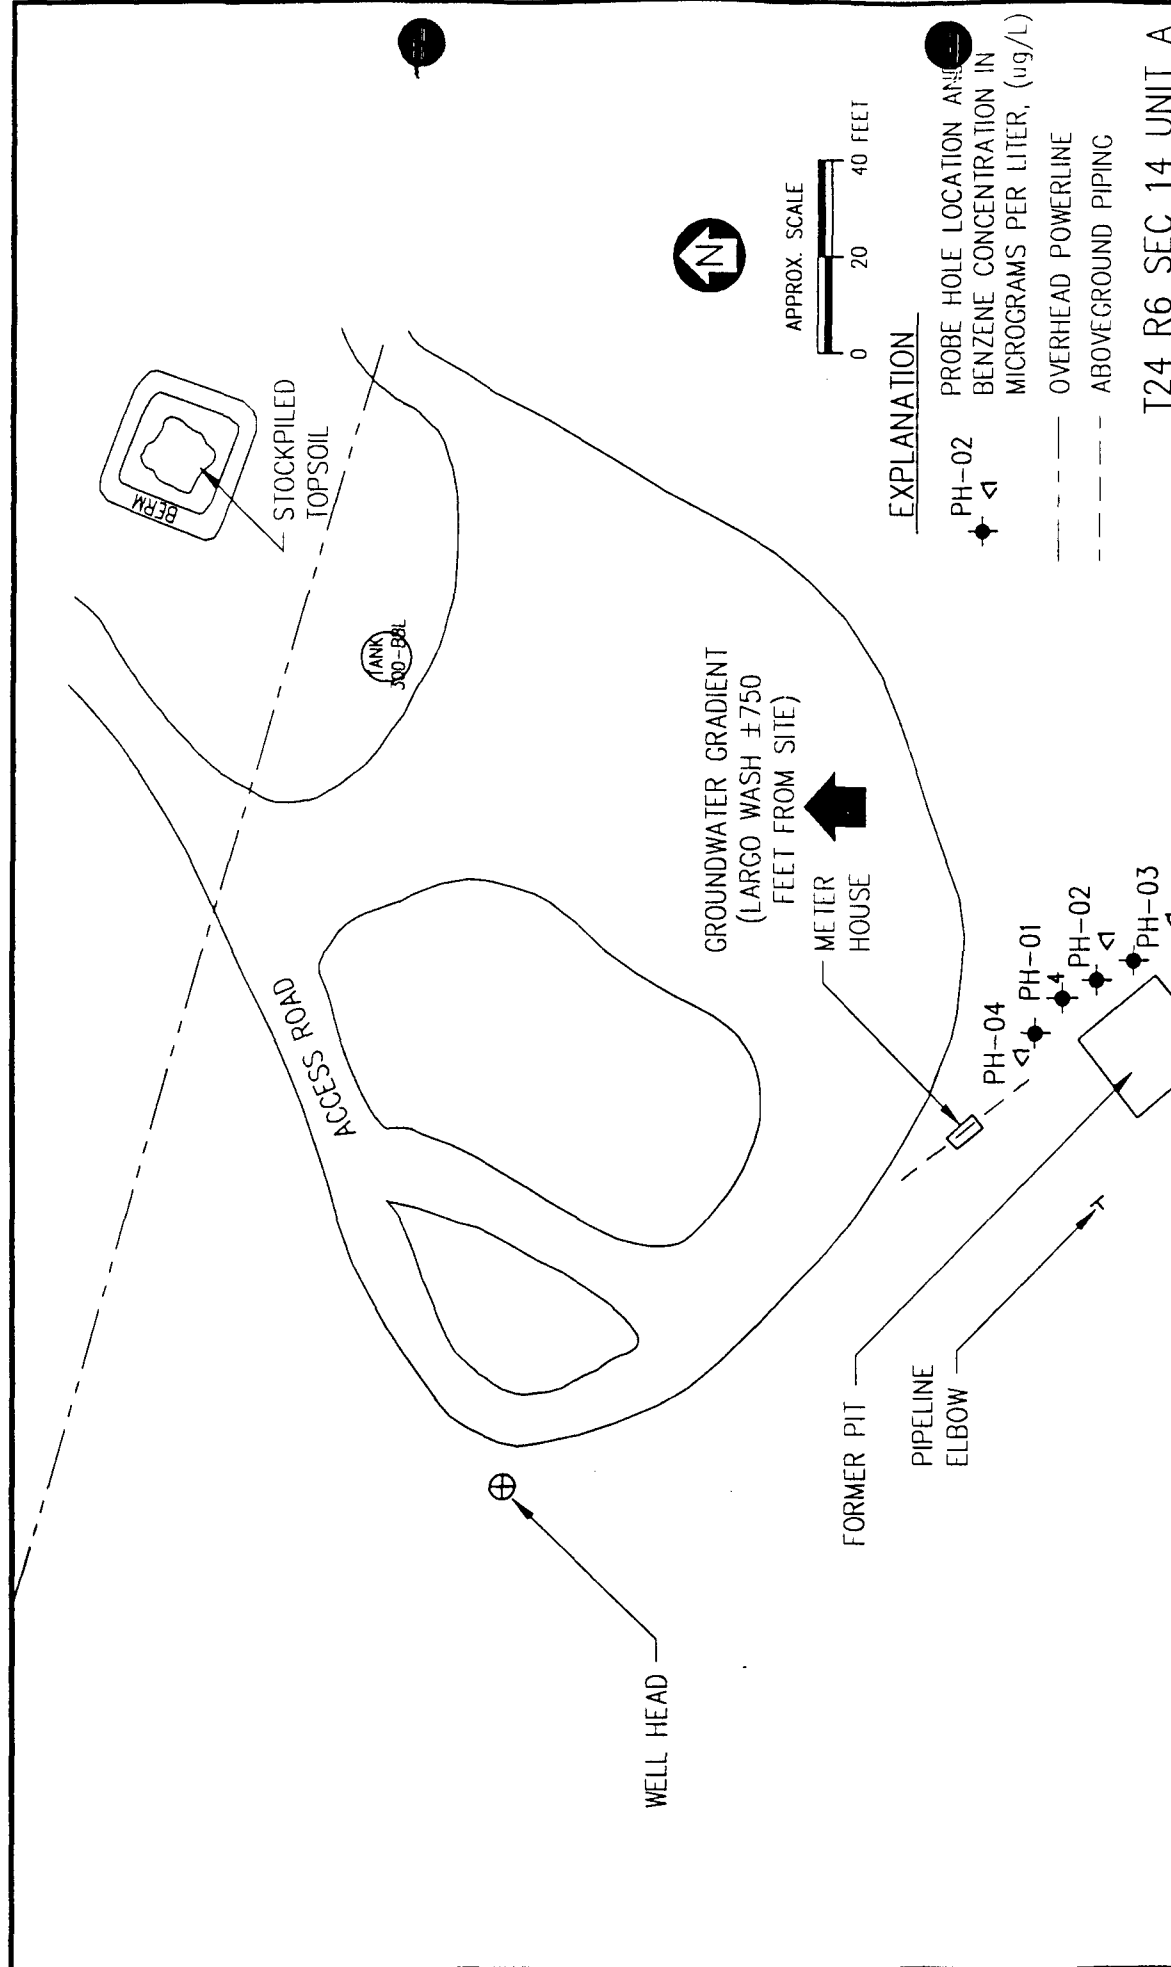 BERM
STOCKPILED
TOPSOIL
TANK
300-BBL
ACCESS ROAD
WELL HEAD
GROUNDWATER GRADIENT
(LARGO WASH ±750
FEET FROM SITE)
METER
HOUSE
FORMER PIT
PIPELINE
ELBOW
PH-04
<1
PH-01
4
PH-02
<1
PH-03
N
APPROX. SCALE
0 20 40 FEET
EXPLANATION
PH-02
<1
PROBE HOLE LOCATION AND
BENZENE CONCENTRATION IN
MICROGRAMS PER LITER, (ug/L)
OVERHEAD POWERLINE
ABOVEGROUND PIPING
T24 R6 SEC 14 UNIT A